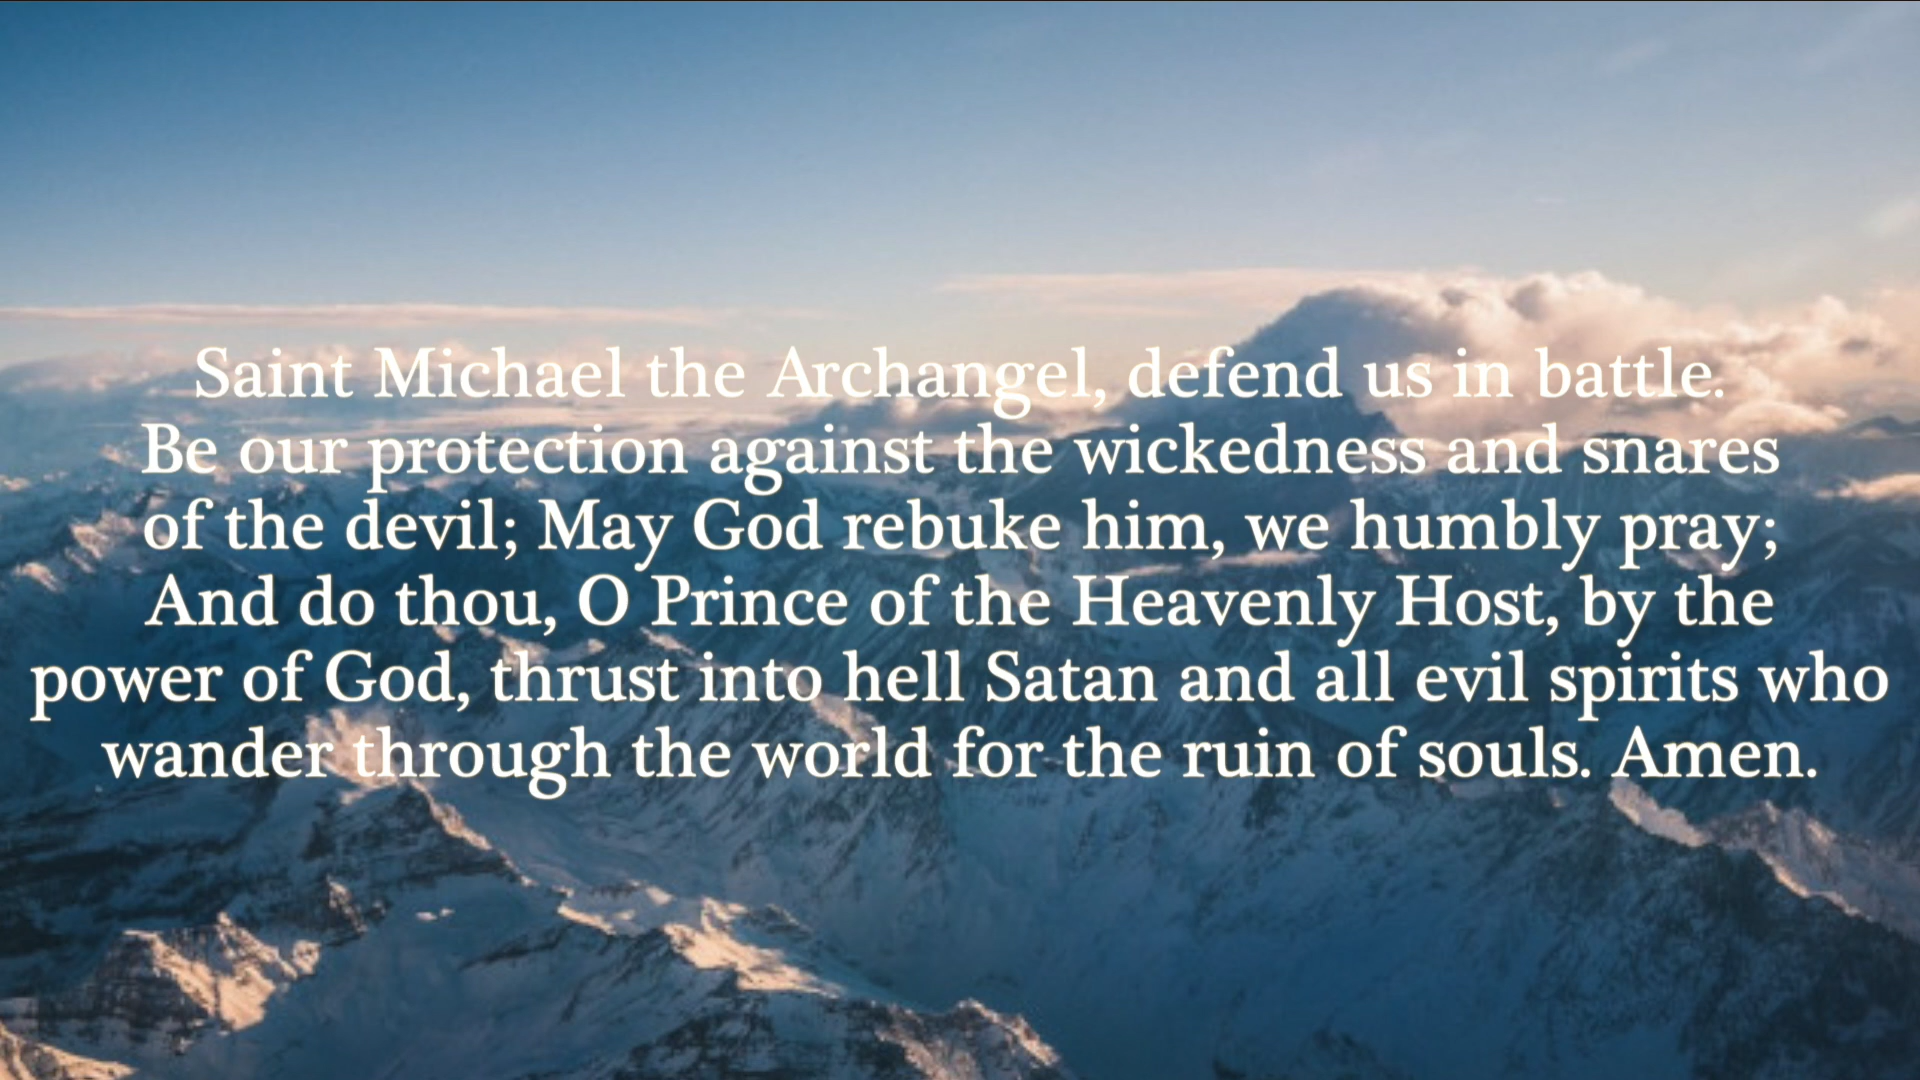 Saint Michael the Archangel, defend us in battle.
Be our protection against the wickedness and snares
of the devil; May God rebuke him, we humbly pray;
And do thou, O Prince of the Heavenly Host, by the
power of God, thrust into hell Satan and all evil spirits who
wander through the world for the ruin of souls. Amen.